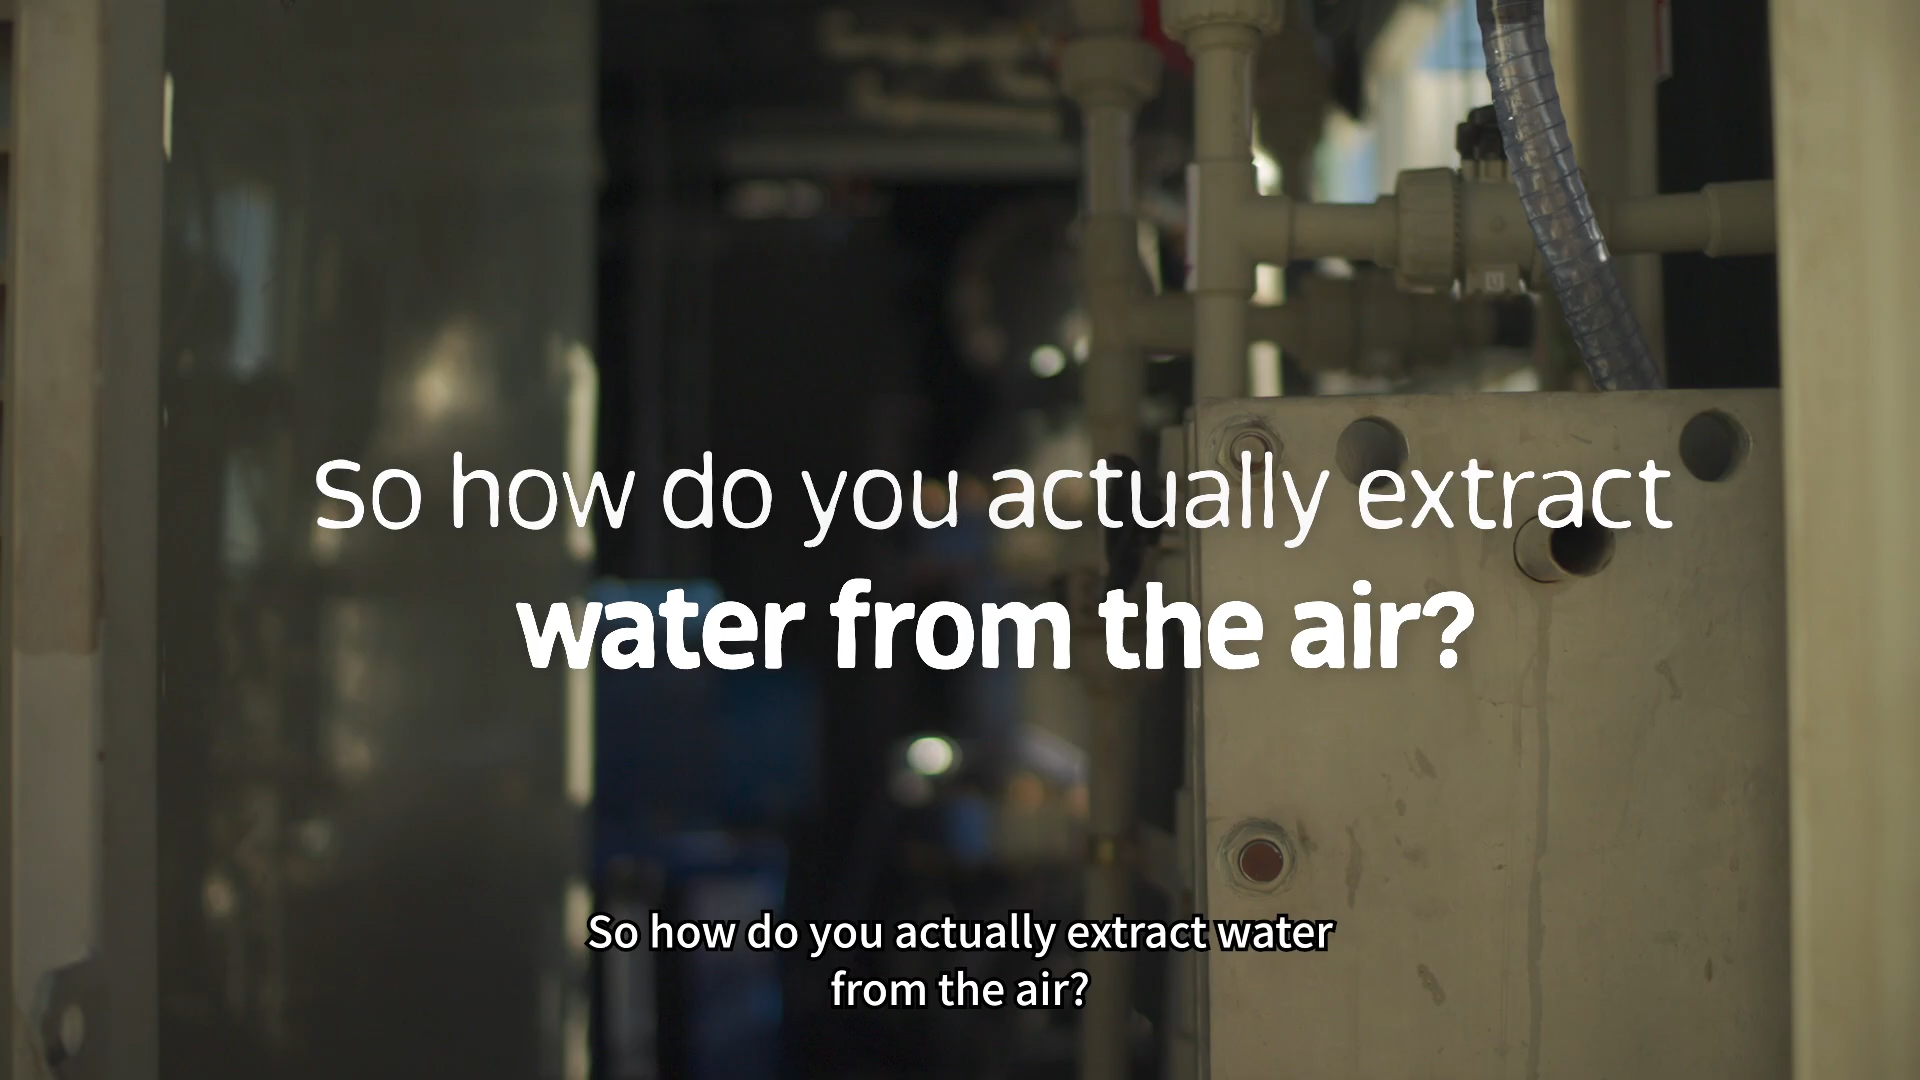 So how do you actually extract
water from the air?
So how do you actually extract water
from the air?